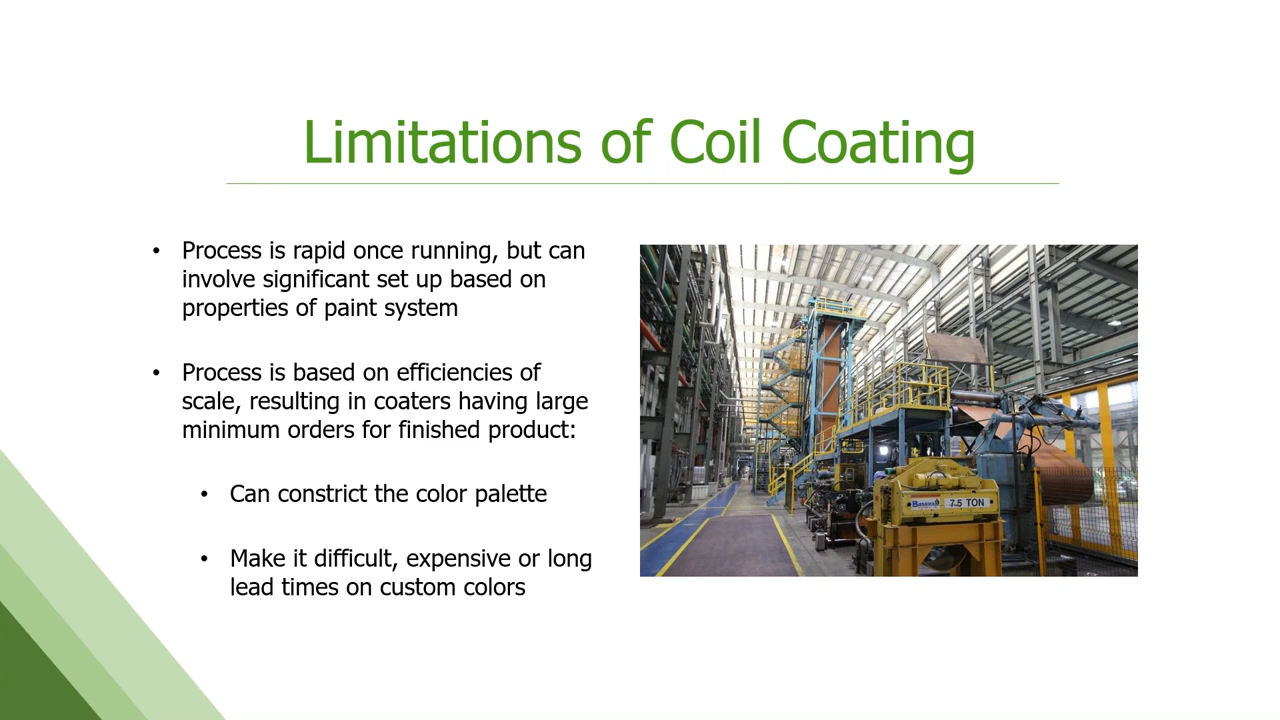 Limitations of Coil Coating
• Process is rapid once running, but can
involve significant set up based on
properties of paint system
• Process is based on efficiencies of
scale, resulting in coaters having large
minimum orders for finished product:
• Can constrict the color palette
• Make it difficult, expensive or long
lead times on custom colors
7.5 TON